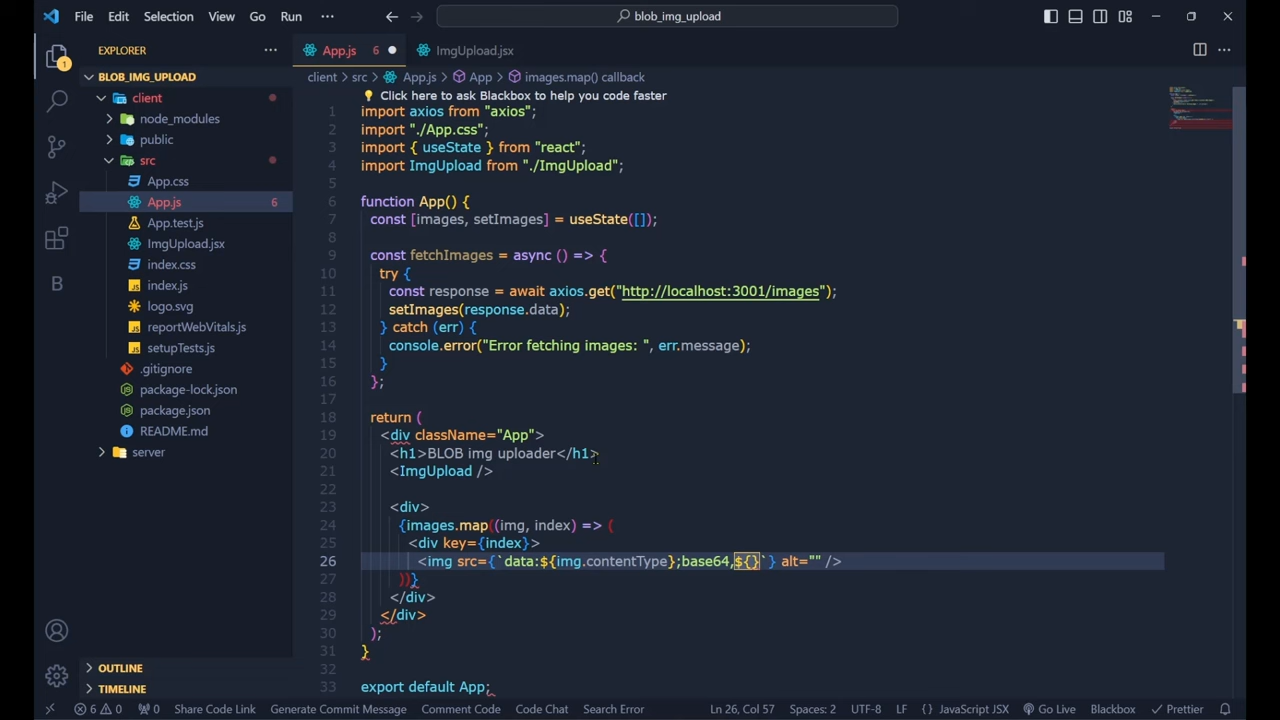 File Edit Selection View Go Run ··· blob_img_upload
EXPLORER ···
1
BLOB_IMG_UPLOAD
client
node_modules
public
src
App.css
App.js 6
App.test.js
ImgUpload.jsx
index.css
index.js
logo.svg
reportWebVitals.js
setupTests.js
.gitignore
package-lock.json
package.json
README.md
server
OUTLINE
TIMELINE
App.js 6 ImgUpload.jsx
client > src > App.js > App > images.map() callback
Click here to ask Blackbox to help you code faster
1 import axios from "axios";
2 import "./App.css";
3 import { useState } from "react";
4 import ImgUpload from "./ImgUpload";
5
6 function App() {
7 const [images, setImages] = useState([]);
8
9 const fetchImages = async () => {
10 try {
11 const response = await axios.get("http://localhost:3001/images");
12 setImages(response.data);
13 } catch (err) {
14 console.error("Error fetching images: ", err.message);
15 }
16 };
17
18 return (
19 <div className="App">
20 <h1>BLOB img uploader</h1>
21 <ImgUpload />
22
23 <div>
24 {images.map((img, index) => (
25 <div key={index}>
26 <img src={`data:${img.contentType};base64,${}`} alt="" />
27 ))}
28 </div>
29 </div>
30 );
31 }
32
33 export default App;
6 0 0 Share Code Link Generate Commit Message Comment Code Code Chat Search Error Ln 26, Col 57 Spaces: 2 UTF-8 LF {} JavaScript JSX Go Live Blackbox Prettier